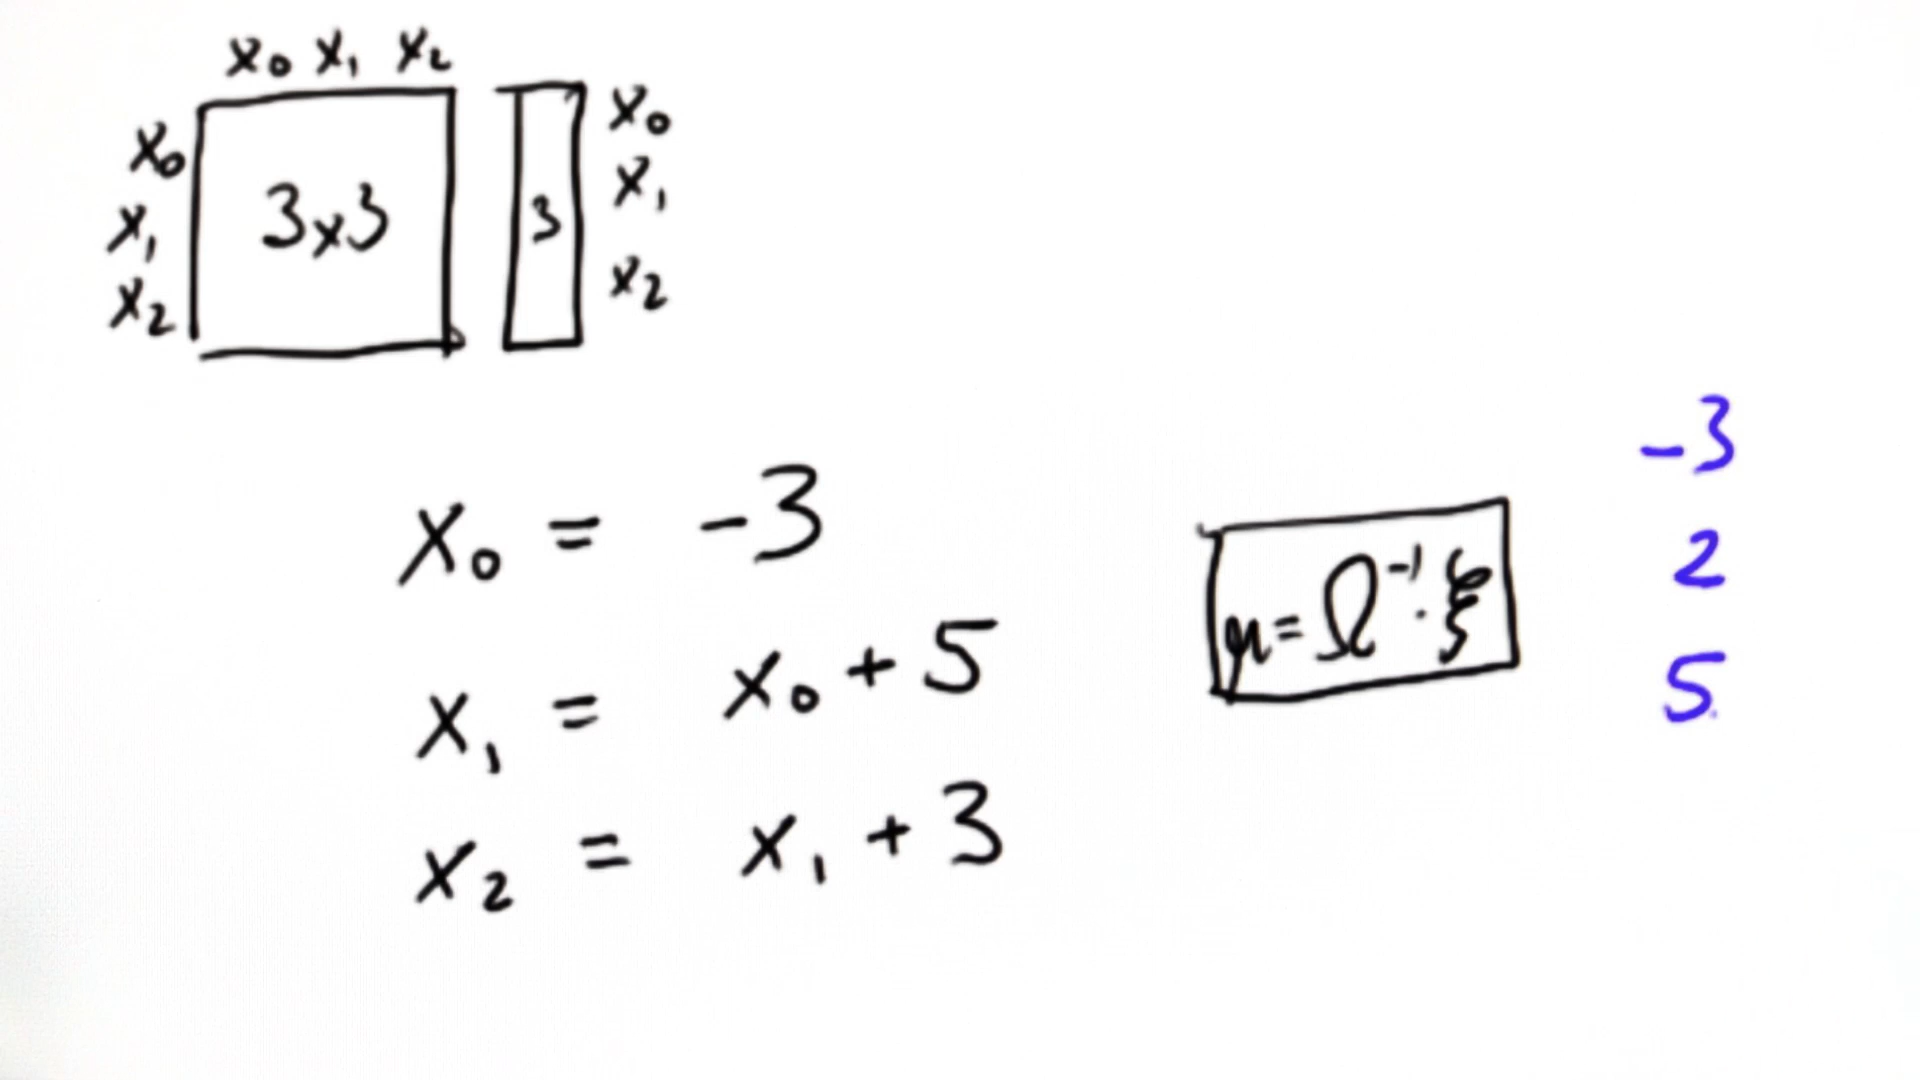 x₀ x₁ x₂
x₀
x₁
x₂
3x3
3
x₀
x₁
x₂
x₀ = -3
x₁ = x₀ + 5
x₂ = x₁ + 3
μ = Ω⁻¹ · ξ
-3
2
5